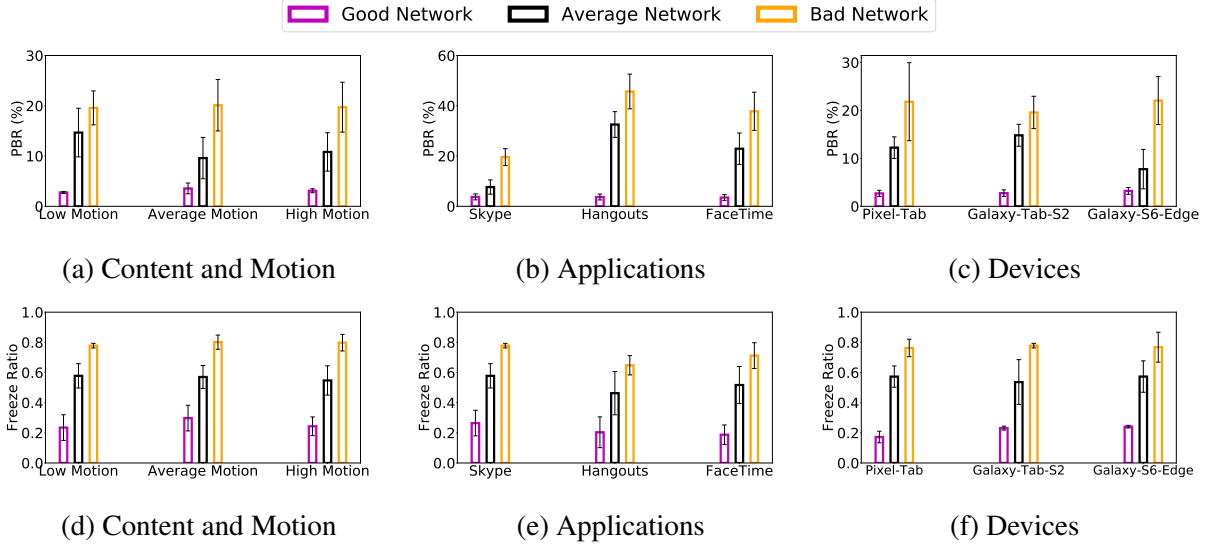 Good Network Average Network Bad Network
30
20
10
0
PBR (%)
Low Motion Average Motion High Motion
(a) Content and Motion
60
40
20
0
PBR (%)
Skype Hangouts FaceTime
(b) Applications
30
20
10
0
PBR (%)
Pixel-Tab Galaxy-Tab-S2 Galaxy-S6-Edge
(c) Devices
1.0
0.8
0.6
0.4
0.2
0.0
Freeze Ratio
Low Motion Average Motion High Motion
(d) Content and Motion
1.0
0.8
0.6
0.4
0.2
0.0
Freeze Ratio
Skype Hangouts FaceTime
(e) Applications
1.0
0.8
0.6
0.4
0.2
0.0
Freeze Ratio
Pixel-Tab Galaxy-Tab-S2 Galaxy-S6-Edge
(f) Devices